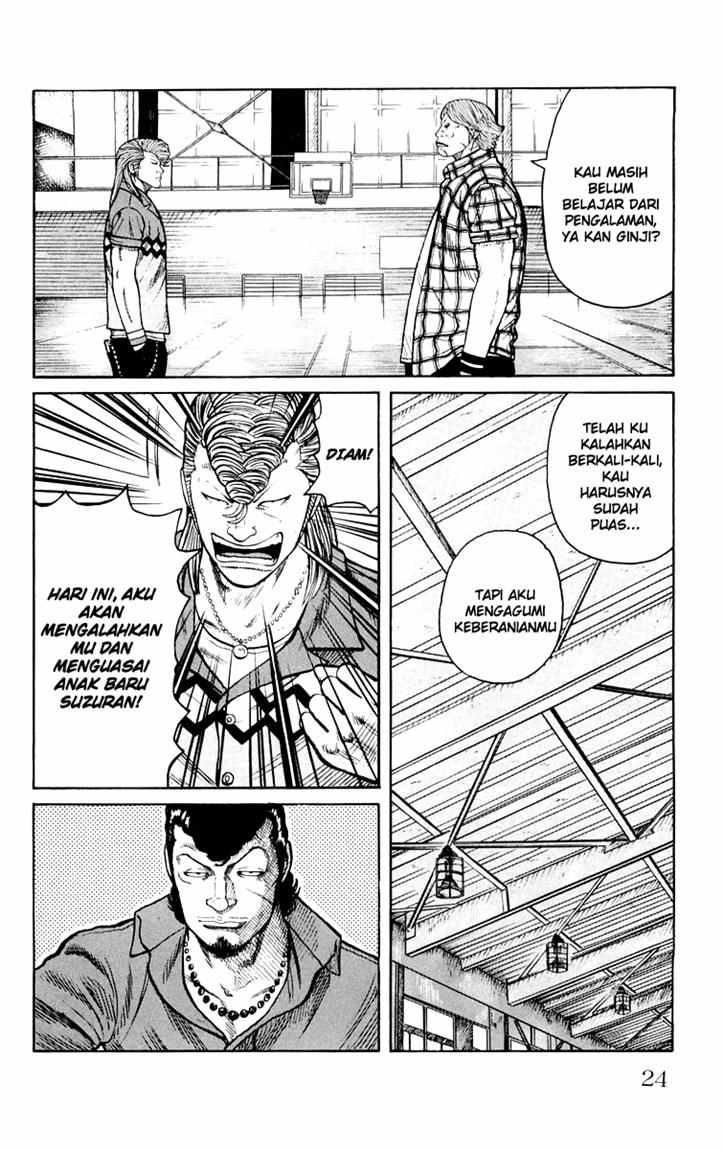 KAU MASIH
BELUM
BELAJAR DARI
PENGALAMAN,
YA KAN GINJI?
TELAH KU
KALAHKAN
BERKALI-KALI,
KAU
HARUSNYA
SUDAH
PUAS...
TAPI AKU
MENGAGUMI
KEBERANIANMU
DIAM!
HARI INI, AKU
AKAN
MENGALAHKAN
MU DAN
MENGUASAI
ANAK BARU
SUZURAN!
24